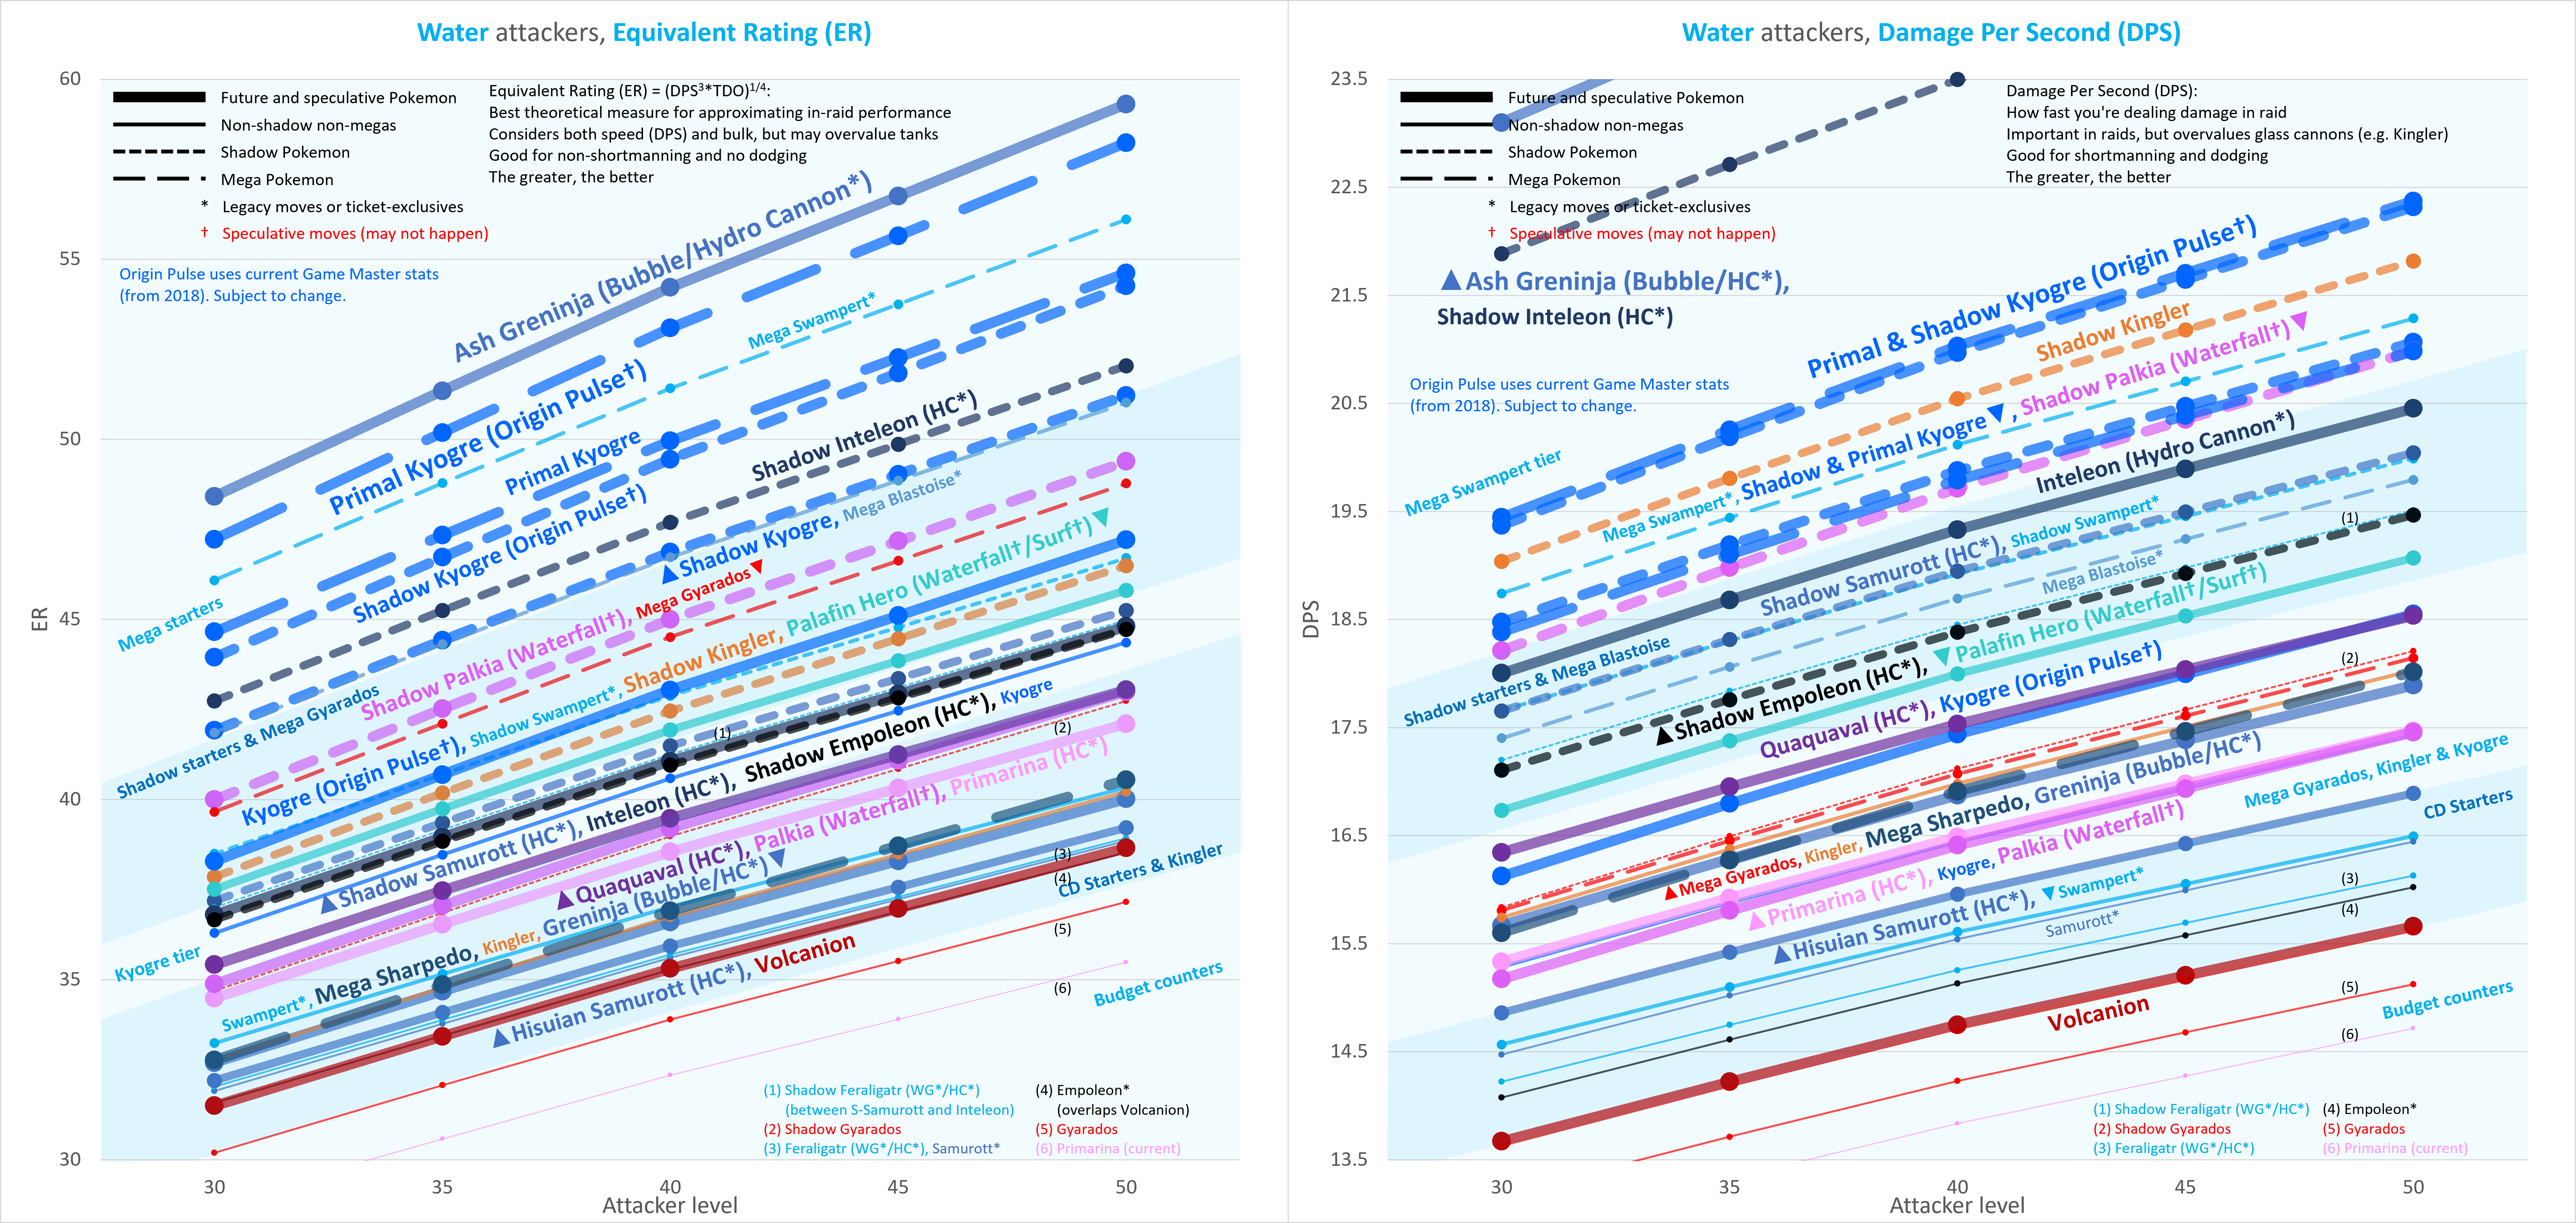 Water attackers, Equivalent Rating (ER)
60
55
50
45
40
35
30
ER
30 35 40 45 50
Attacker level
Future and speculative Pokemon
Non-shadow non-megas
Shadow Pokemon
Mega Pokemon
* Legacy moves or ticket-exclusives
† Speculative moves (may not happen)
Equivalent Rating (ER) = (DPS³*TDO)¹/⁴:
Best theoretical measure for approximating in-raid performance
Considers both speed (DPS) and bulk, but may overvalue tanks
Good for non-shortmanning and no dodging
The greater, the better
Origin Pulse uses current Game Master stats
(from 2018). Subject to change.
Ash Greninja (Bubble/Hydro Cannon*)
Primal Kyogre (Origin Pulse†)
Mega Swampert*
Primal Kyogre
Shadow Kyogre (Origin Pulse†)
Shadow Inteleon (HC*)
▲Shadow Kyogre, Mega Blastoise*
Mega starters
Shadow Palkia (Waterfall†), Mega Gyarados▼
Shadow starters & Mega Gyarados
Kyogre (Origin Pulse†), Shadow Swampert*, Shadow Kingler, Palafin Hero (Waterfall†/Surf†)▼
(1)
▲Shadow Samurott (HC*), Inteleon (HC*), Shadow Empoleon (HC*), Kyogre
(2)
Kyogre tier
▲Quaquaval (HC*), Palkia (Waterfall†), Primarina (HC*)
Swampert*, Mega Sharpedo, Kingler, Greninja (Bubble/HC*)▼
(3)
(4)
CD Starters & Kingler
▲Hisuian Samurott (HC*), Volcanion
(5)
(6)
Budget counters
(1) Shadow Feraligatr (WG*/HC*)
(between S-Samurott and Inteleon)
(2) Shadow Gyarados
(3) Feraligatr (WG*/HC*), Samurott*
(4) Empoleon*
(overlaps Volcanion)
(5) Gyarados
(6) Primarina (current)
Water attackers, Damage Per Second (DPS)
23.5
22.5
21.5
20.5
19.5
18.5
17.5
16.5
15.5
14.5
13.5
DPS
30 35 40 45 50
Attacker level
Future and speculative Pokemon
Non-shadow non-megas
Shadow Pokemon
Mega Pokemon
* Legacy moves or ticket-exclusives
† Speculative moves (may not happen)
Damage Per Second (DPS):
How fast you're dealing damage in raid
Important in raids, but overvalues glass cannons (e.g. Kingler)
Good for shortmanning and dodging
The greater, the better
▲Ash Greninja (Bubble/HC*),
Shadow Inteleon (HC*)
Origin Pulse uses current Game Master stats
(from 2018). Subject to change.
Primal & Shadow Kyogre (Origin Pulse†)
Shadow Kingler
Mega Swampert tier
Mega Swampert*, Shadow & Primal Kyogre▼, Shadow Palkia (Waterfall†)▼
Inteleon (Hydro Cannon*)
Shadow Samurott (HC*), Shadow Swampert*
Mega Blastoise*
(1)
Shadow starters & Mega Blastoise
▲Shadow Empoleon (HC*), ▼Palafin Hero (Waterfall†/Surf†)
Quaquaval (HC*), Kyogre (Origin Pulse†)
(2)
▲Mega Gyarados, Kingler, Mega Sharpedo, Greninja (Bubble/HC*)
Mega Gyarados, Kingler & Kyogre
▲Primarina (HC*), Kyogre, Palkia (Waterfall†)
CD Starters
▲Hisuian Samurott (HC*), ▼Swampert*
Samurott*
(3)
(4)
Volcanion
(5)
Budget counters
(6)
(1) Shadow Feraligatr (WG*/HC*)
(2) Shadow Gyarados
(3) Feraligatr (WG*/HC*)
(4) Empoleon*
(5) Gyarados
(6) Primarina (current)